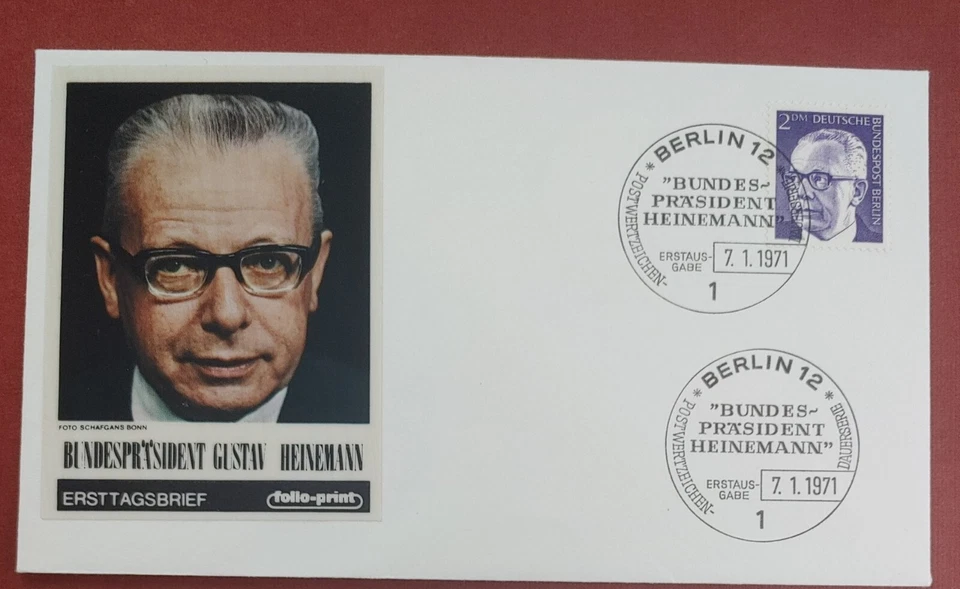 FOTO SCHAFGANS BONN
BUNDESPRÄSIDENT GUSTAV HEINEMANN
ERSTTAGSBRIEF
folio-print
2 DM DEUTSCHE
BUNDESPOST BERLIN
* BERLIN 12
"BUNDES~
PRÄSIDENT
HEINEMANN"
ERSTAUS-
GABE
7. 1. 1971
POSTWERTZEICHEN-
1
* BERLIN 12 *
"BUNDES~
PRÄSIDENT
HEINEMANN"
ERSTAUS-
GABE
7. 1. 1971
POSTWERTZEICHEN-
DAUERSERIE
1